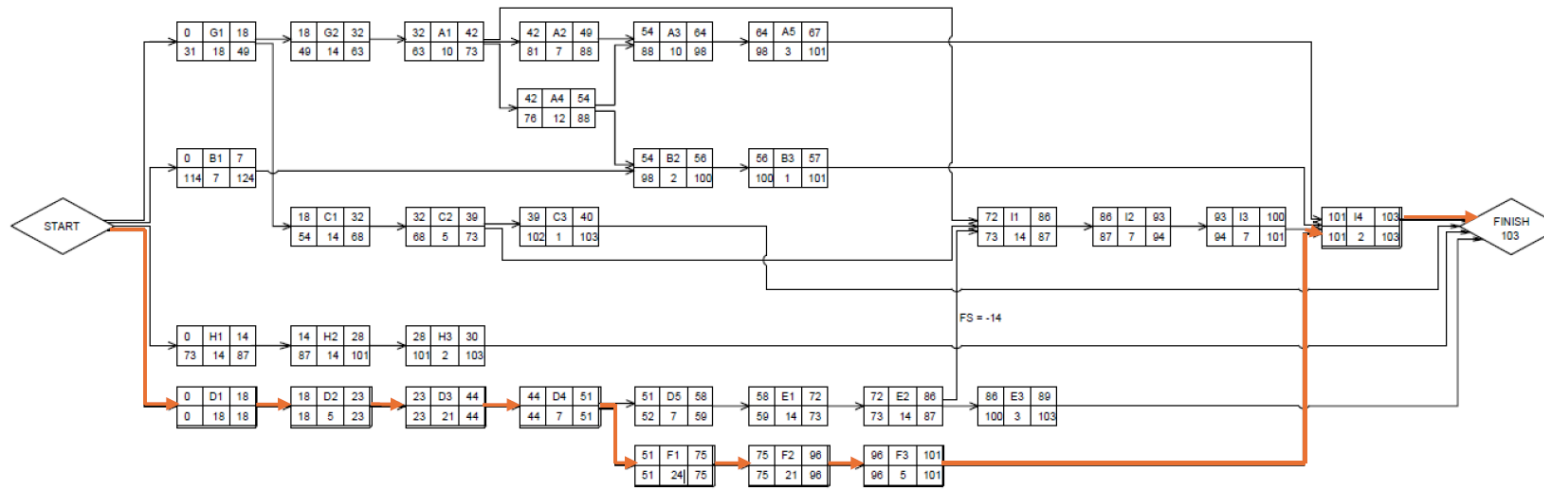 0 G1 18
31 18 49
18 G2 32
49 14 63
32 A1 42
63 10 73
42 A2 49
81 7 88
54 A3 64
88 10 98
64 A5 67
98 3 101
42 A4 54
76 12 88
0 B1 7
114 7 124
54 B2 56
98 2 100
56 B3 57
100 1 101
START
18 C1 32
54 14 68
32 C2 39
68 5 73
39 C3 40
102 1 103
72 I1 86
73 14 87
86 I2 93
87 7 94
93 I3 100
94 7 101
101 I4 103
101 2 103
FINISH
103
FS = -14
0 H1 14
73 14 87
14 H2 28
87 14 101
28 H3 30
101 2 103
0 D1 18
0 18 18
18 D2 23
18 5 23
23 D3 44
23 21 44
44 D4 51
44 7 51
51 D5 58
52 7 59
58 E1 72
59 14 73
72 E2 86
73 14 87
86 E3 89
100 3 103
51 F1 75
51 24 75
75 F2 96
75 21 96
96 F3 101
96 5 101